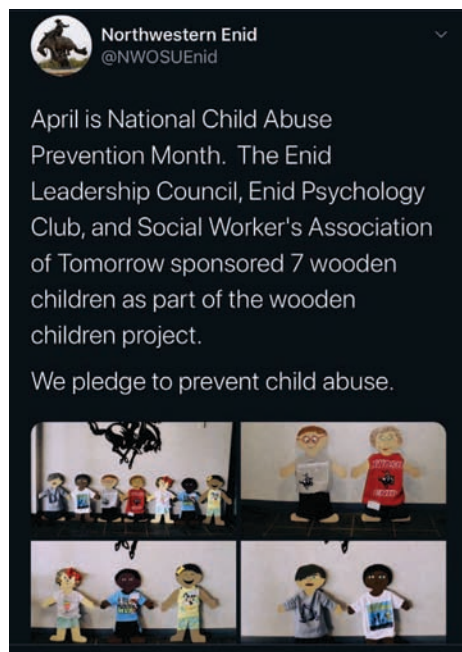 Northwestern Enid
@NWOSUEnid
April is National Child Abuse
Prevention Month. The Enid
Leadership Council, Enid Psychology
Club, and Social Worker's Association
of Tomorrow sponsored 7 wooden
children as part of the wooden
children project.
We pledge to prevent child abuse.
ENID